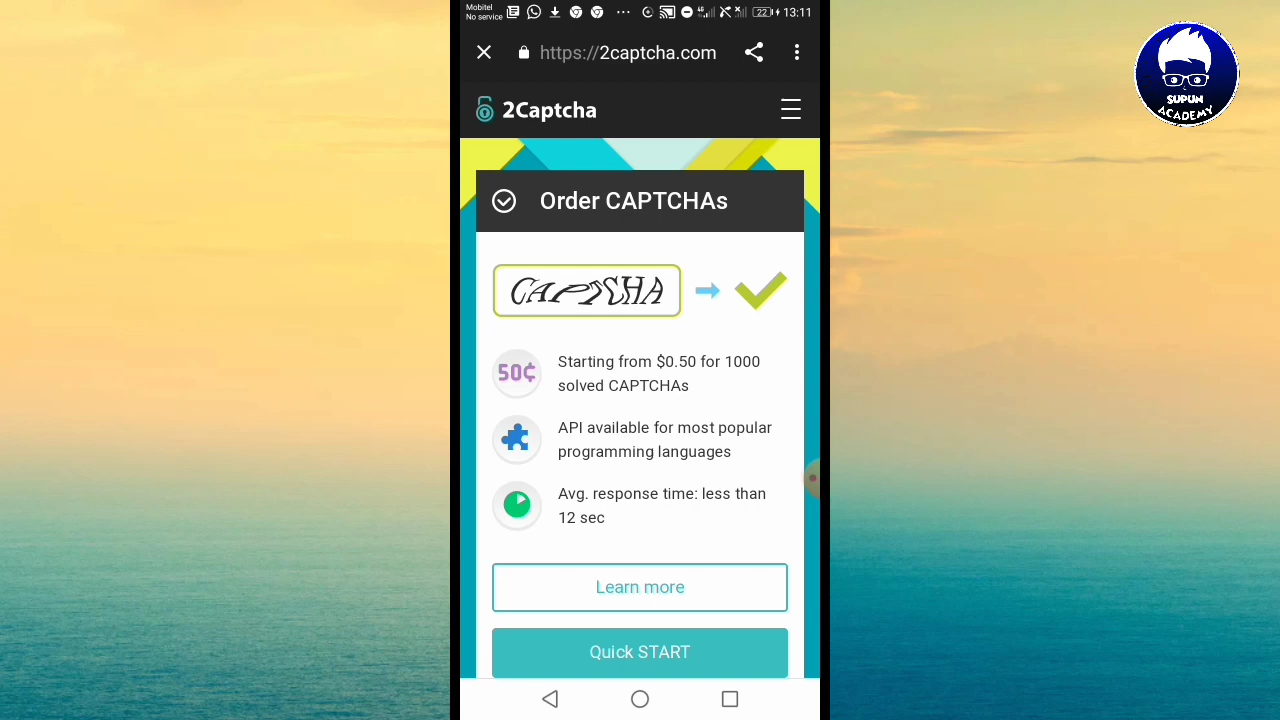 Mobitel
No service
22
13:11
https://2captcha.com
2Captcha
SUPUN
ACADEMY
Order CAPTCHAs
CAPTCHA
50¢
Starting from $0.50 for 1000
solved CAPTCHAs
API available for most popular
programming languages
Avg. response time: less than
12 sec
Learn more
Quick START